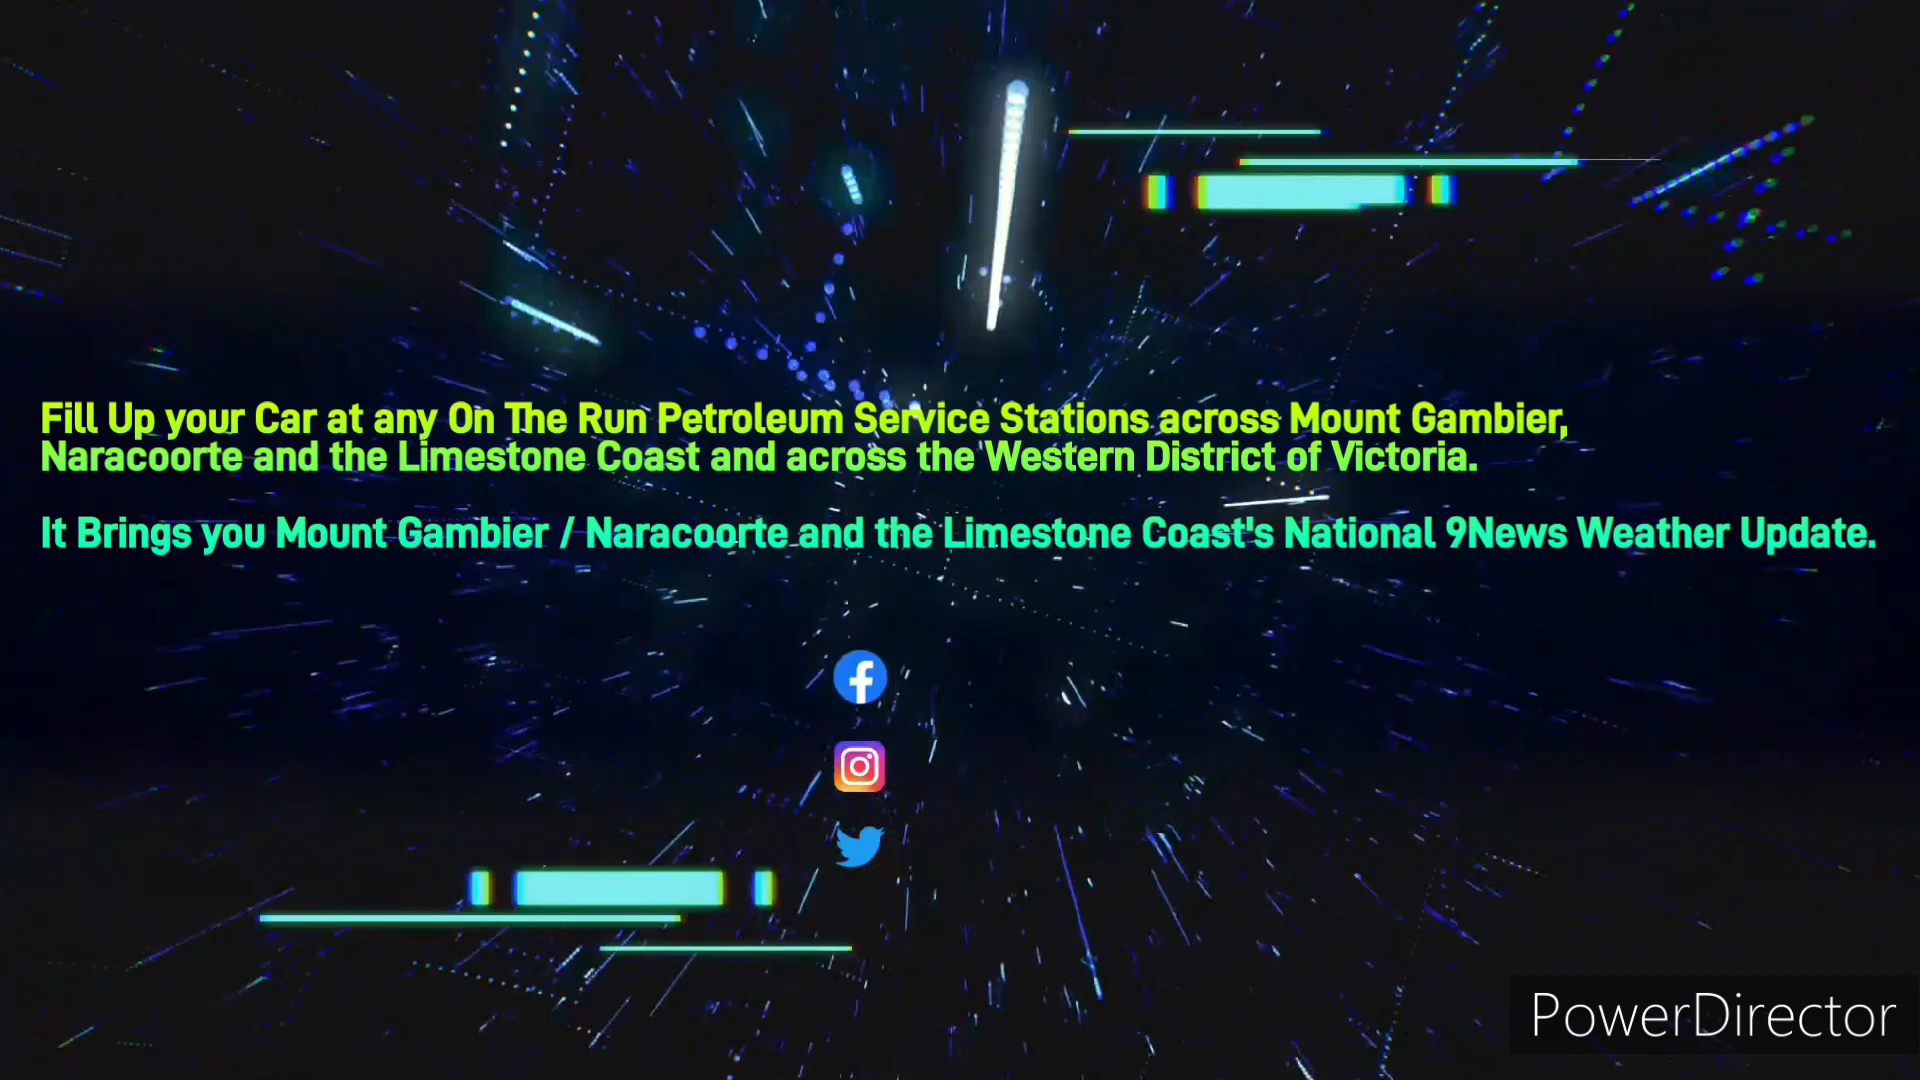 Fill Up your Car at any On The Run Petroleum Service Stations across Mount Gambier,
Naracoorte and the Limestone Coast and across the Western District of Victoria.
It Brings you Mount Gambier / Naracoorte and the Limestone Coast's National 9News Weather Update.
PowerDirector